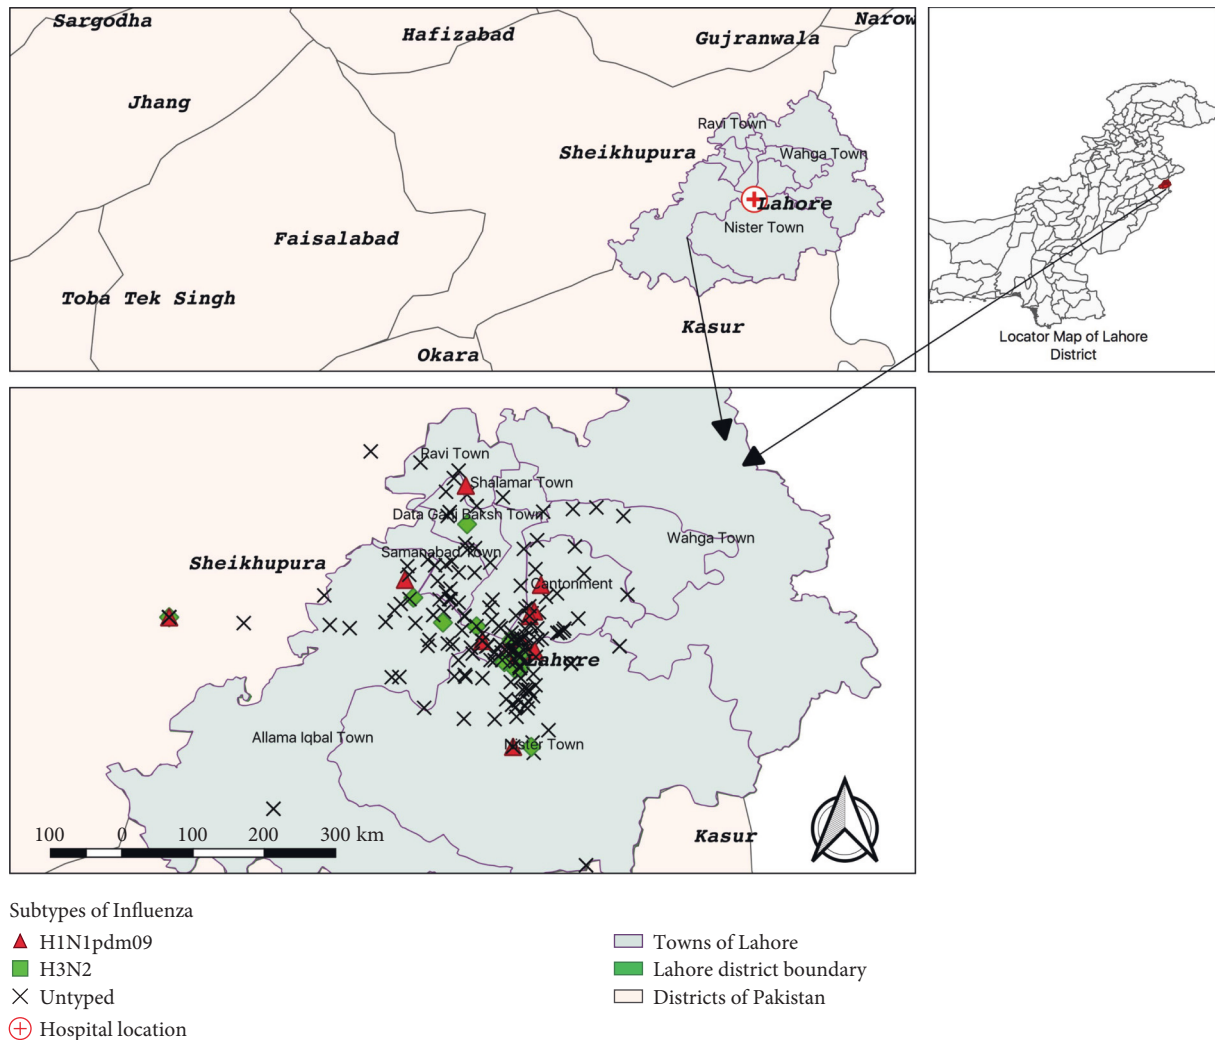 Sargodha
Hafizabad
Gujranwala
Narow
Jhang
Ravi Town
Sheikhupura
Wahga Town
Lahore
Nister Town
Faisalabad
Toba Tek Singh
Kasur
Okara
Locator Map of Lahore
District
Ravi Town
Shalamar Town
Data Ganj Baksh Town
Samanabad Town
Wahga Town
Sheikhupura
Cantonment
Lahore
Allama Iqbal Town
Nister Town
Kasur
100 0 100 200 300 km
Subtypes of Influenza
H1N1pdm09
H3N2
Untyped
Hospital location
Towns of Lahore
Lahore district boundary
Districts of Pakistan